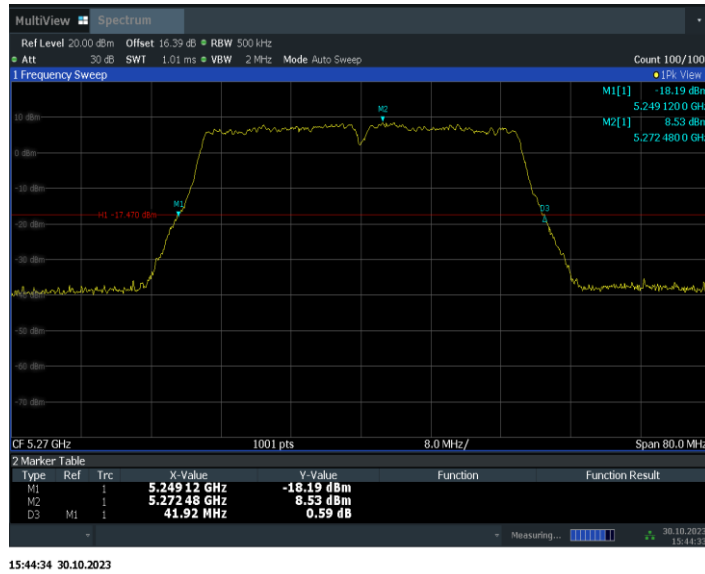 MultiView Spectrum
Ref Level 20.00 dBm Offset 16.39 dB RBW 500 kHz
Att 30 dB SWT 1.01 ms VBW 2 MHz Mode Auto Sweep Count 100/100
1 Frequency Sweep 1Pk View
M1[1] -18.19 dBm
5.249 120 0 GHz
M2[1] 8.53 dBm
5.272 480 0 GHz
M2
10 dBm
0 dBm
-10 dBm
M1
H1 -17.470 dBm
D3
-20 dBm
-30 dBm
-40 dBm
-50 dBm
-60 dBm
-70 dBm
CF 5.27 GHz 1001 pts 8.0 MHz/ Span 80.0 MHz
2 Marker Table
Type Ref Trc X-Value Y-Value Function Function Result
M1 1 5.249 12 GHz -18.19 dBm
M2 1 5.272 48 GHz 8.53 dBm
D3 M1 1 41.92 MHz 0.59 dB
Measuring... 30.10.2023
15:44:33
15:44:34 30.10.2023